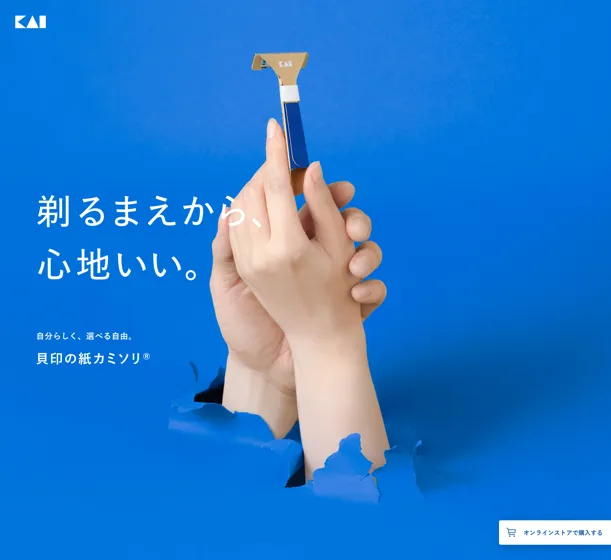 KAI
KAI
剃るまえから、
心地いい。
自分らしく、選べる自由。
貝印の紙カミソリ®
オンラインストアで購入する